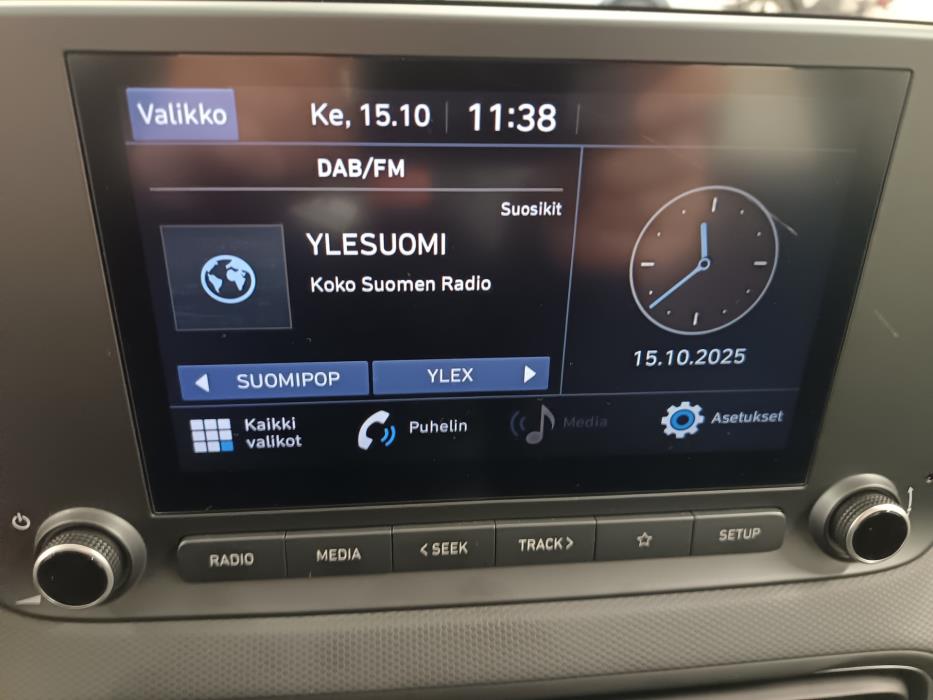 Valikko
Ke, 15.10
11:38
DAB/FM
Suosikit
YLESUOMI
Koko Suomen Radio
15.10.2025
SUOMIPOP
YLEX
Kaikki
valikot
Puhelin
Media
Asetukset
RADIO
MEDIA
<SEEK
TRACK>
SETUP